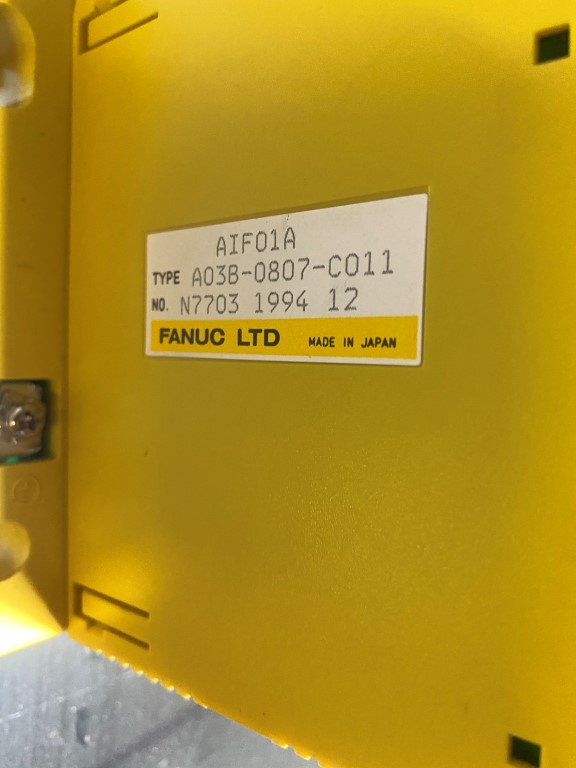 AIF01A
TYPE A03B-0807-C011
NO. N7703 1994 12
FANUC LTD MADE IN JAPAN